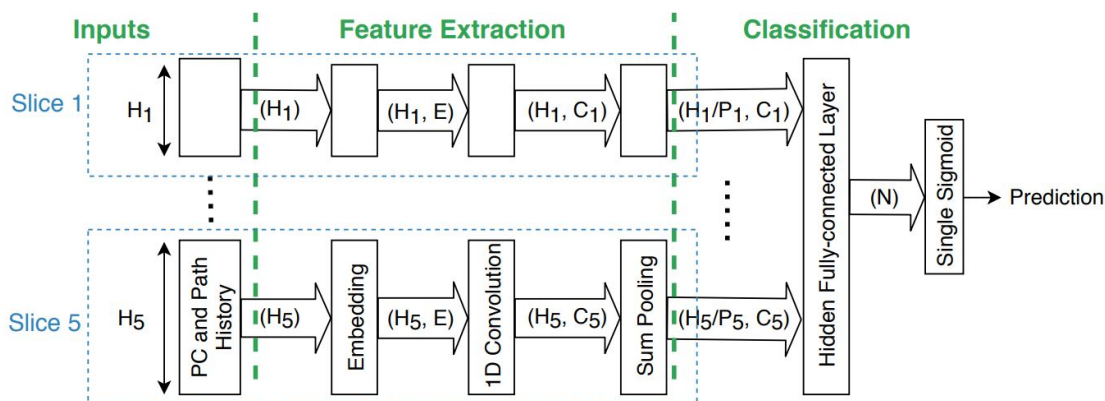 Inputs
Feature Extraction
Classification
Slice 1
H1
(H1)
(H1, E)
(H1, C1)
(H1/P1, C1)
Slice 5
H5
PC and Path
History
(H5)
Embedding
(H5, E)
1D Convolution
(H5, C5)
Sum Pooling
(H5/P5, C5)
Hidden Fully-connected Layer
(N)
Single Sigmoid
Prediction